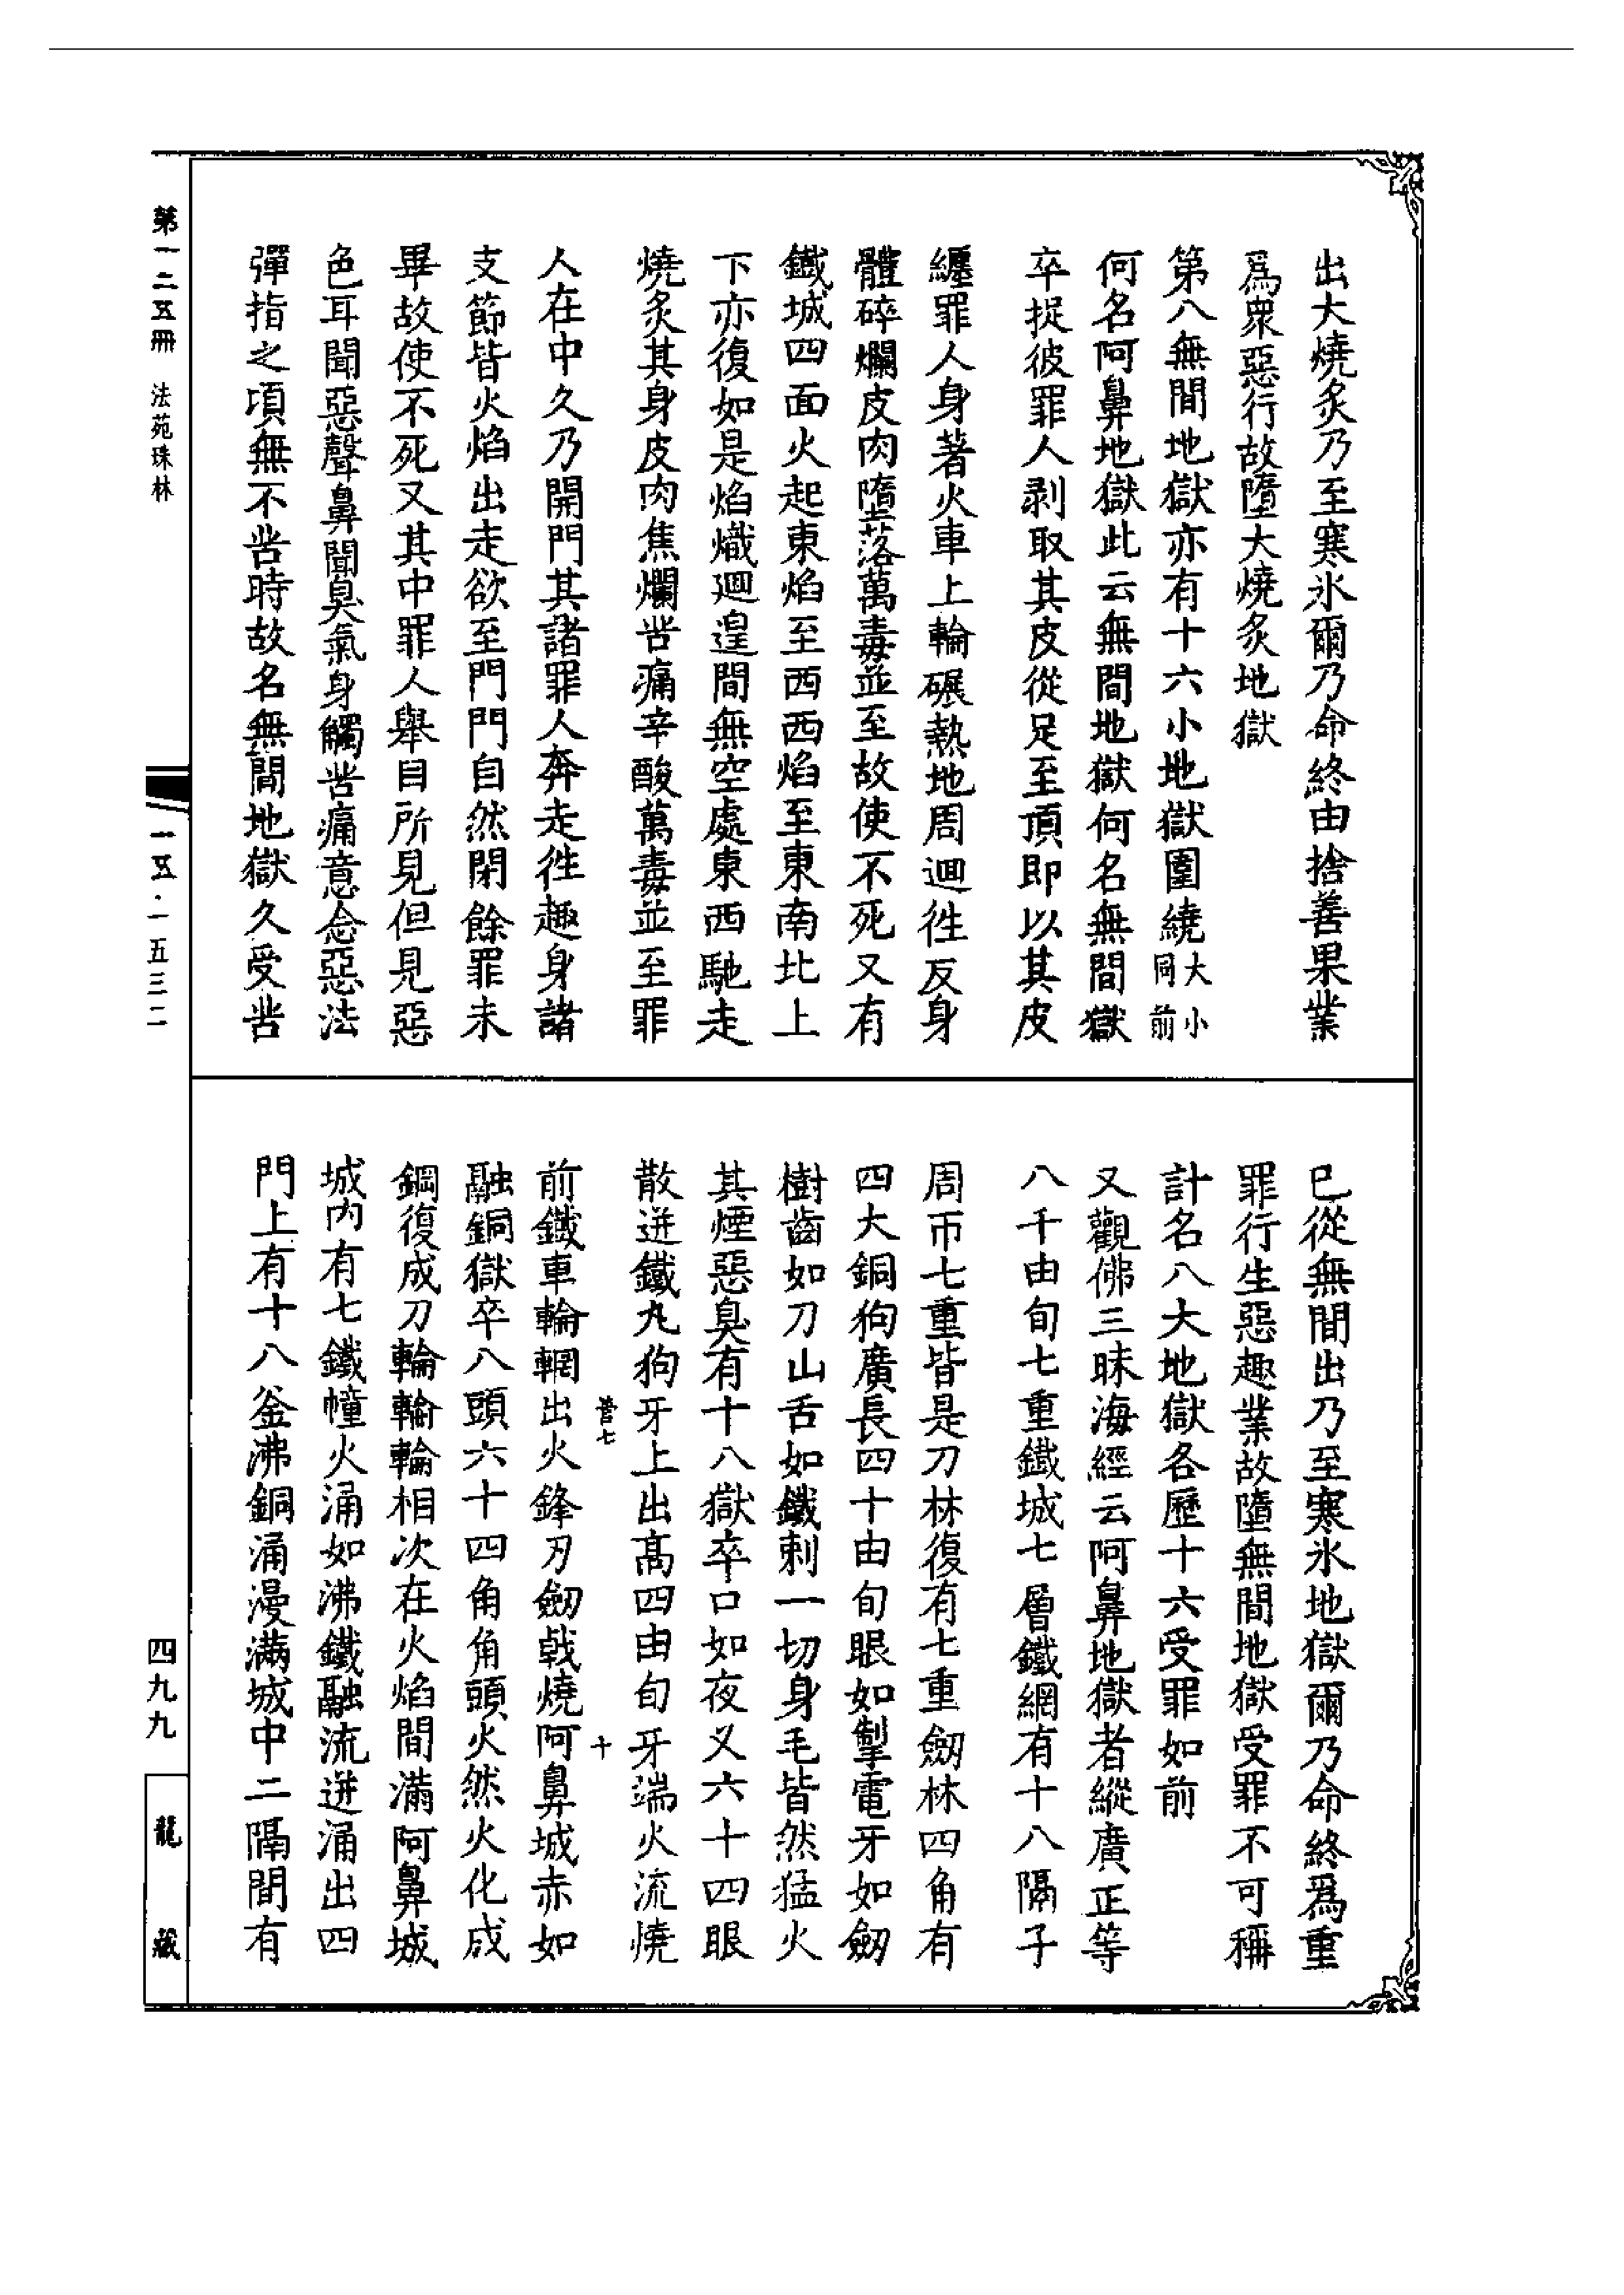 出大燒炙乃至寒氷爾乃命終由捨善果業
爲衆惡行故墮大燒炙地獄
第八無間地獄亦有十六小地獄圍繞大小同前
何名阿鼻地獄此云無間地獄何名無間獄
卒捉彼罪人剥取其皮從足至頂即以其皮
纏罪人身著火車上輪碾熱地周迴徃反身
體碎爛皮肉墮落萬毒並至故使不死又有
鐵城四面火起東焰至西西焰至東南北上
下亦復如是焰熾迴遑間無空處東西馳走
燒炙其身皮肉焦爛苦痛辛酸萬毒並至罪
人在中久乃開門其諸罪人奔走徃趣身諸
支節皆火焰出走欲至門門自然閉餘罪未
畢故使不死又其中罪人舉目所見但見惡
色耳聞惡聲鼻聞臭氣身觸苦痛意念惡法
彈指之頃無不苦時故名無間地獄久受苦
巳從無間出乃至寒氷地獄爾乃命終爲重
罪行生惡趣業故墮無間地獄受罪不可稱
計名八大地獄各歷十六受罪如前
又觀佛三昧海經云阿鼻地獄者縱廣正等
八千由旬七重鐵城七層鐵網有十八隔子
周帀七重皆是刀林復有七重劒林四角有
四大銅狗廣長四十由旬眼如掣電牙如劒
樹齒如刀山舌如鐵刺一切身毛皆然猛火
其煙惡臭有十八獄卒口如夜叉六十四眼
散迸鐵丸狗牙上出髙四由旬牙端火流燒
營七 十
前鐵車輪輞出火鋒刃劒戟燒阿鼻城赤如
融銅獄卒八頭六十四角角頭火然火化成
鋼復成刀輪輪輪相次在火焰間滿阿鼻城
城内有七鐵幢火涌如沸鐵融流迸涌出四
門上有十八釜沸銅涌漫滿城中二隔間有
第一二五冊 法苑珠林
一五·一五三二
四九九
龍藏